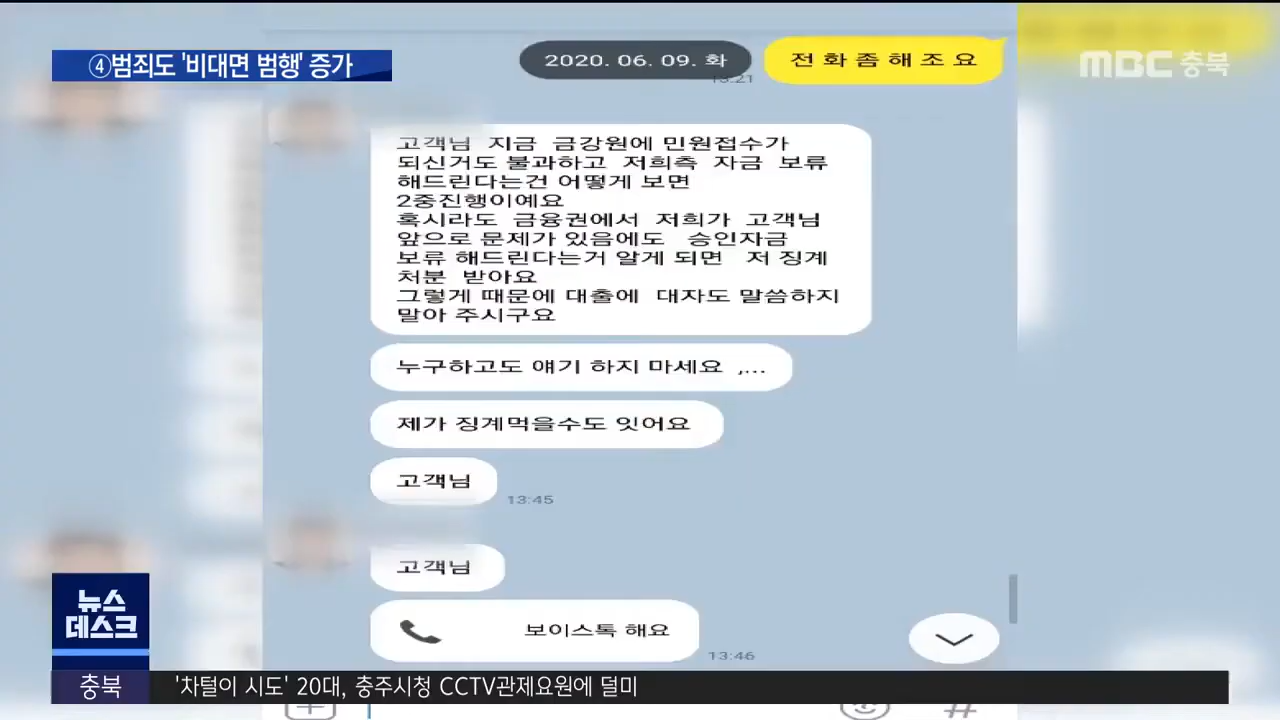 ④범죄도 '비대면 범행' 증가
MBC 충북
2020. 06. 09. 화
전화좀해조요
13:21
고객님 지금 금강원에 민원접수가
되신거도 불과하고 저희측 자금 보류
해드린다는건 어떻게 보면
2중진행이예요
혹시라도 금융권에서 저희가 고객님
앞으로 문제가 있음에도 승인자금
보류 해드린다는거 알게 되면 저 징계
처분 받아요
그렇게 때문에 대출에 대자도 말씀하지
말아 주시구요
누구하고도 얘기 하지 마세요 ,...
제가 징계먹을수도 잇어요
고객님
13:45
고객님
보이스톡 해요
13:46
뉴스
데스크
충북
'차털이 시도' 20대, 충주시청 CCTV관제요원에 덜미
#